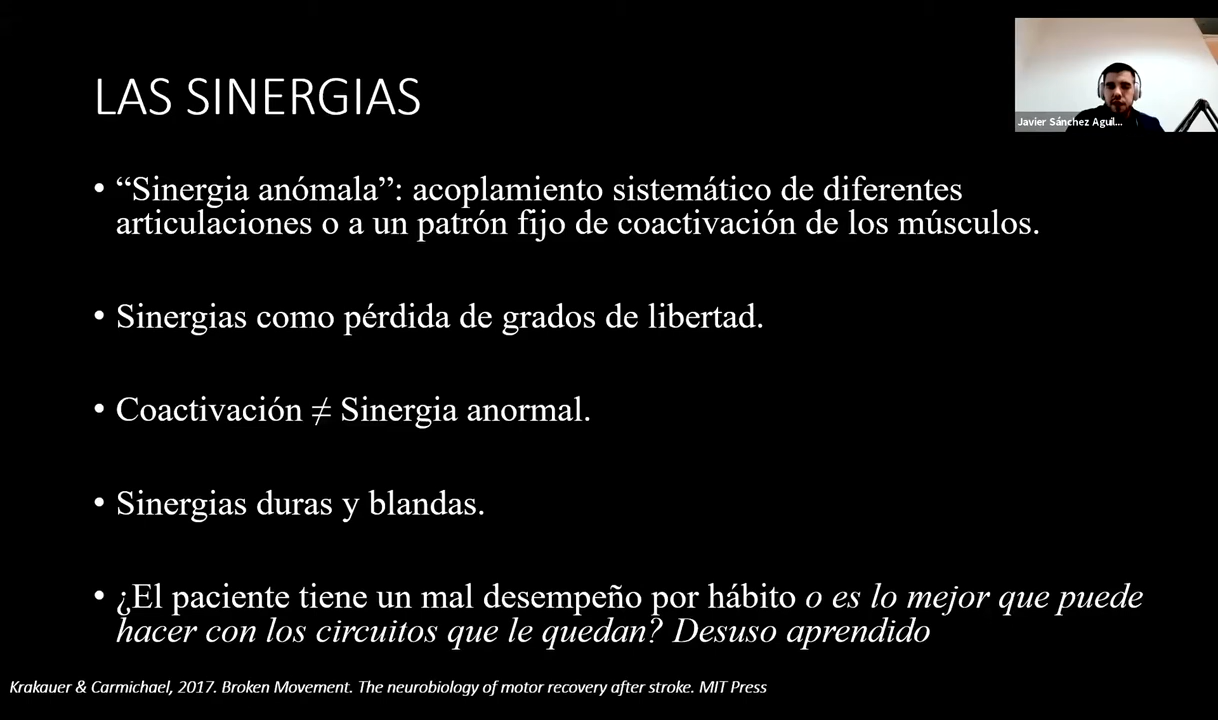 LAS SINERGIAS
Javier Sánchez Aguil...
• “Sinergia anómala”: acoplamiento sistemático de diferentes
articulaciones o a un patrón fijo de coactivación de los músculos.
• Sinergias como pérdida de grados de libertad.
• Coactivación ≠ Sinergia anormal.
• Sinergias duras y blandas.
• ¿El paciente tiene un mal desempeño por hábito o es lo mejor que puede
hacer con los circuitos que le quedan? Desuso aprendido
Krakauer & Carmichael, 2017. Broken Movement. The neurobiology of motor recovery after stroke. MIT Press